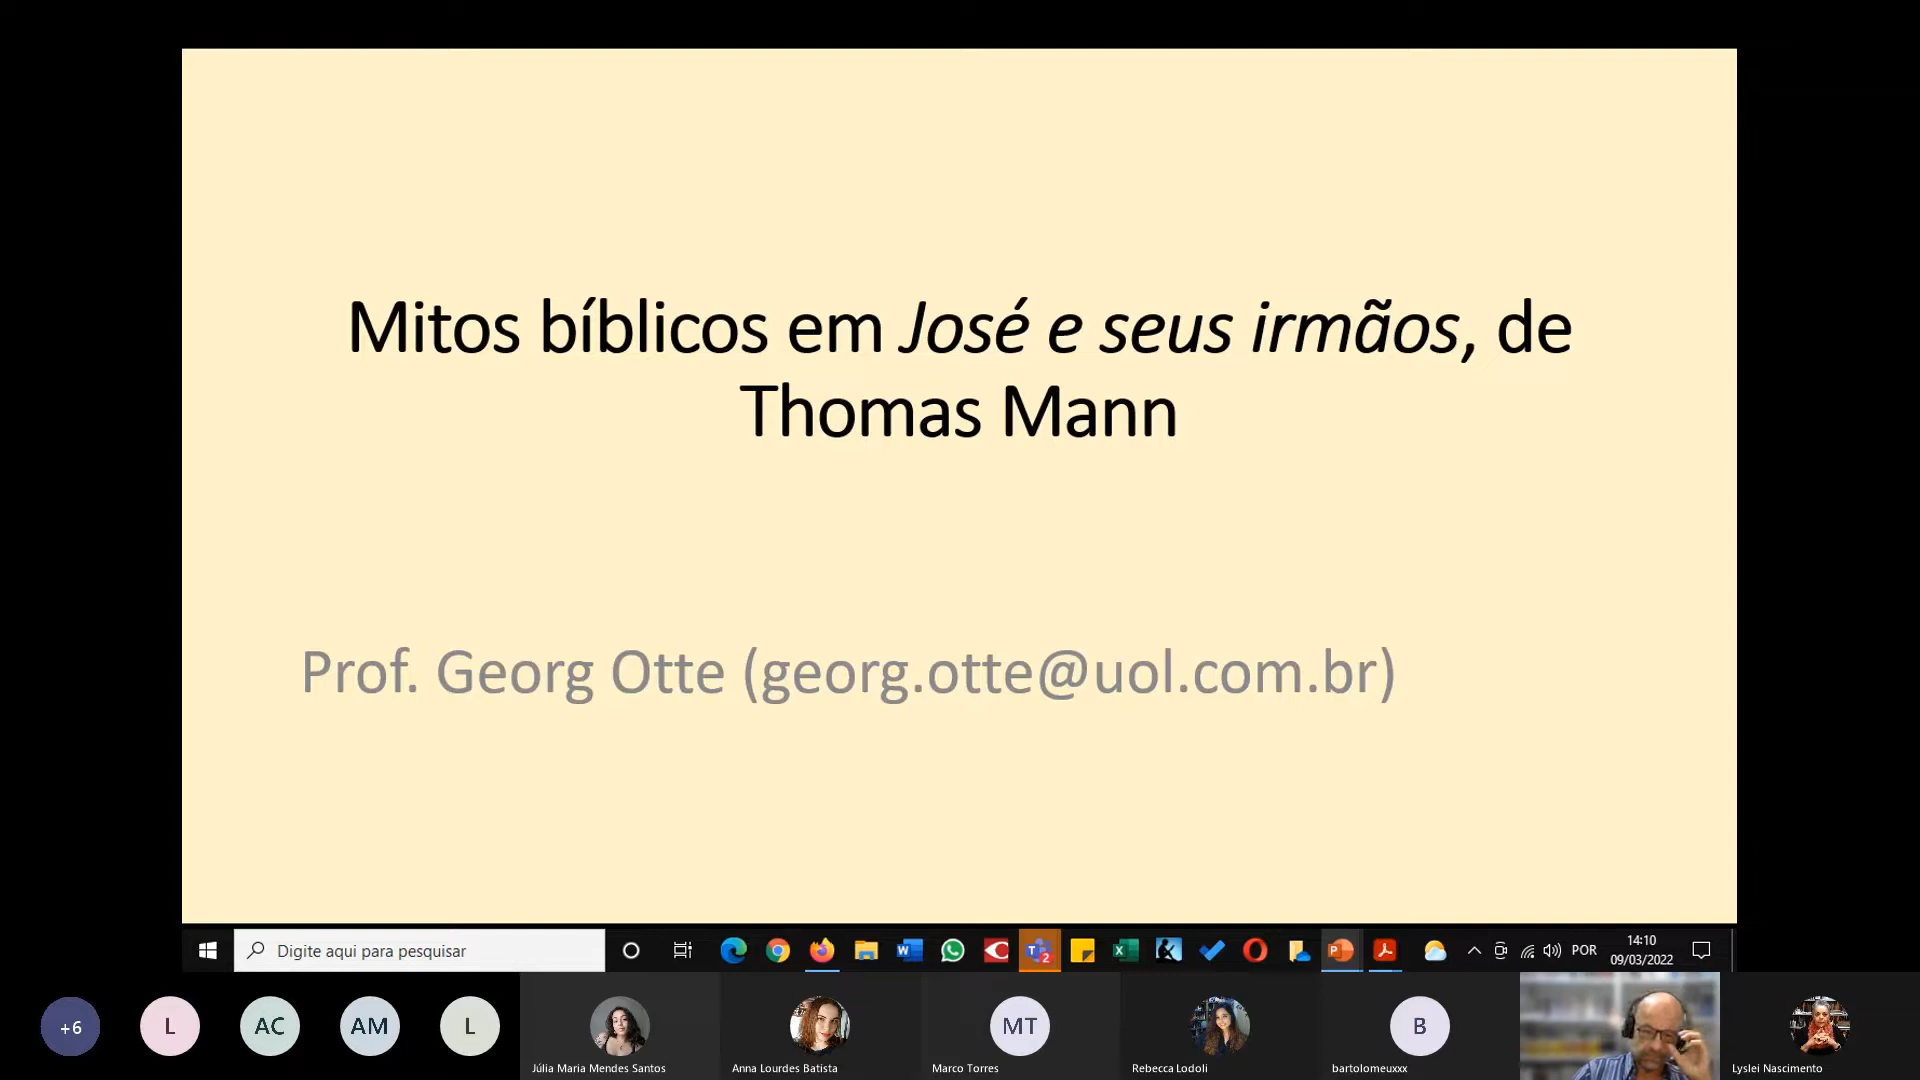 Mitos bíblicos em José e seus irmãos, de
Thomas Mann
Prof. Georg Otte (georg.otte@uol.com.br)
Digite aqui para pesquisar
2
POR
14:10
09/03/2022
+6
L
AC
AM
L
MT
B
Júlia Maria Mendes Santos
Anna Lourdes Batista
Marco Torres
Rebecca Lodoli
bartolomeuxxx
Lyslei Nascimento